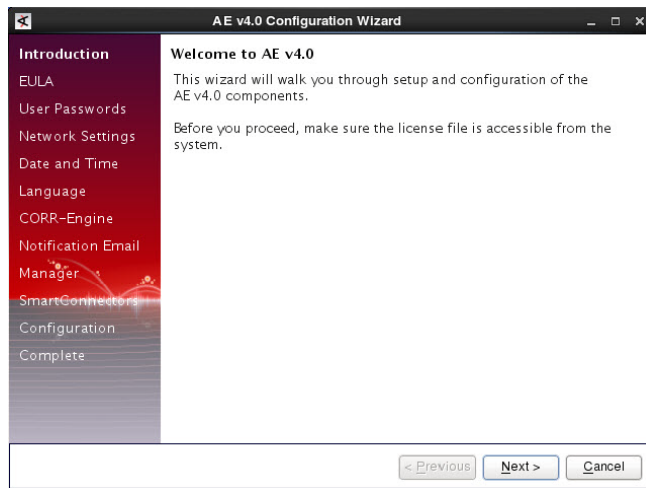 AE v4.0 Configuration Wizard
Introduction
EULA
User Passwords
Network Settings
Date and Time
Language
CORR-Engine
Notification Email
Manager
SmartConnectors
Configuration
Complete
Welcome to AE v4.0
This wizard will walk you through setup and configuration of the
AE v4.0 components.
Before you proceed, make sure the license file is accessible from the
system.
< Previous
Next >
Cancel